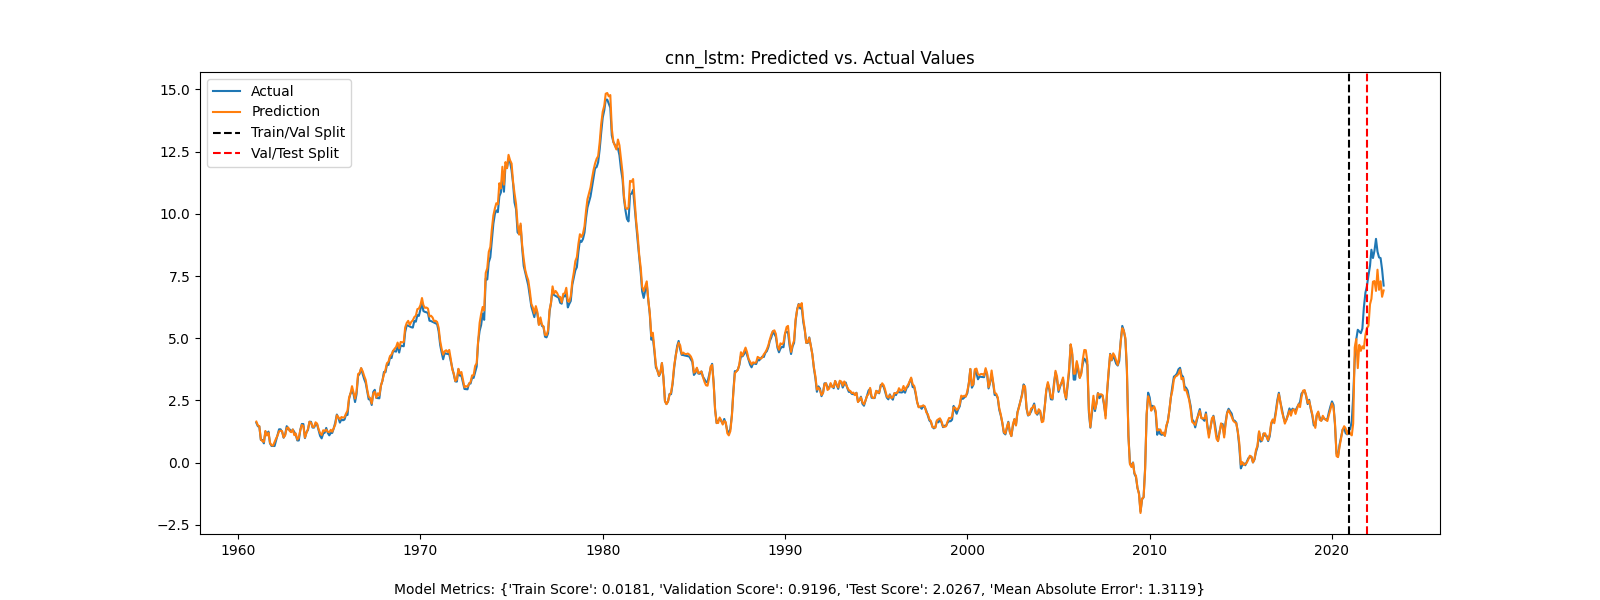 cnn_lstm: Predicted vs. Actual Values
15.0
12.5
10.0
7.5
5.0
2.5
0.0
−2.5
Actual
Prediction
Train/Val Split
Val/Test Split
1960 1970 1980 1990 2000 2010 2020
Model Metrics: {'Train Score': 0.0181, 'Validation Score': 0.9196, 'Test Score': 2.0267, 'Mean Absolute Error': 1.3119}